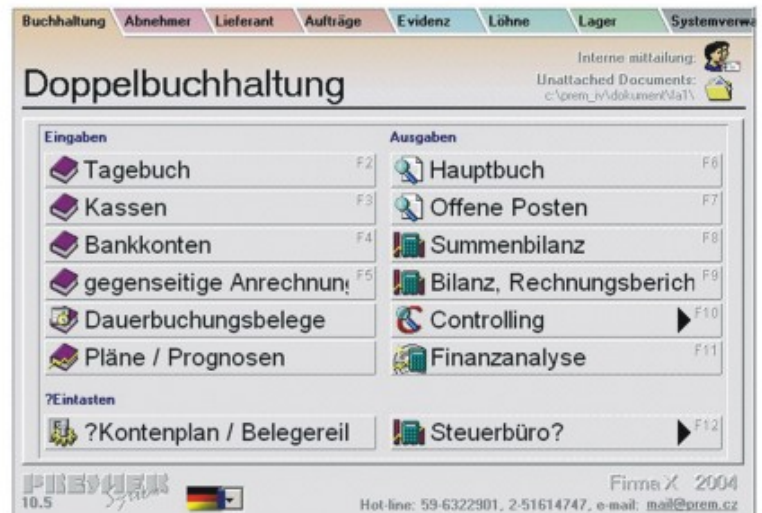 Buchhaltung Abnehmer Lieferant Aufträge Evidenz Löhne Lager Systemverwa
Interne mittailung:
Doppelbuchhaltung
Unattached Documents:
c:\prem_iv\dokument\fa1\
Eingaben
Ausgaben
Tagebuch F2
Hauptbuch F6
Kassen F3
Offene Posten F7
Bankkonten F4
Summenbilanz F8
gegenseitige Anrechnung F5
Bilanz, Rechnungsberich F9
Dauerbuchungsbelege
Controlling F10
Pläne / Prognosen
Finanzanalyse F11
?Eintasten
?Kontenplan / Belegereil
Steuerbüro? F12
PREMIER System
10.5
Firma X 2004
Hot-line: 59-6322901, 2-51614747, e-mail: mail@prem.cz